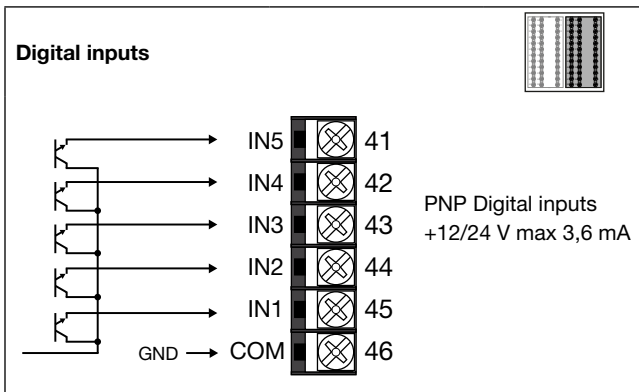 Digital inputs
IN5 41
IN4 42
IN3 43
IN2 44
IN1 45
GND COM 46
PNP Digital inputs
+12/24 V max 3,6 mA